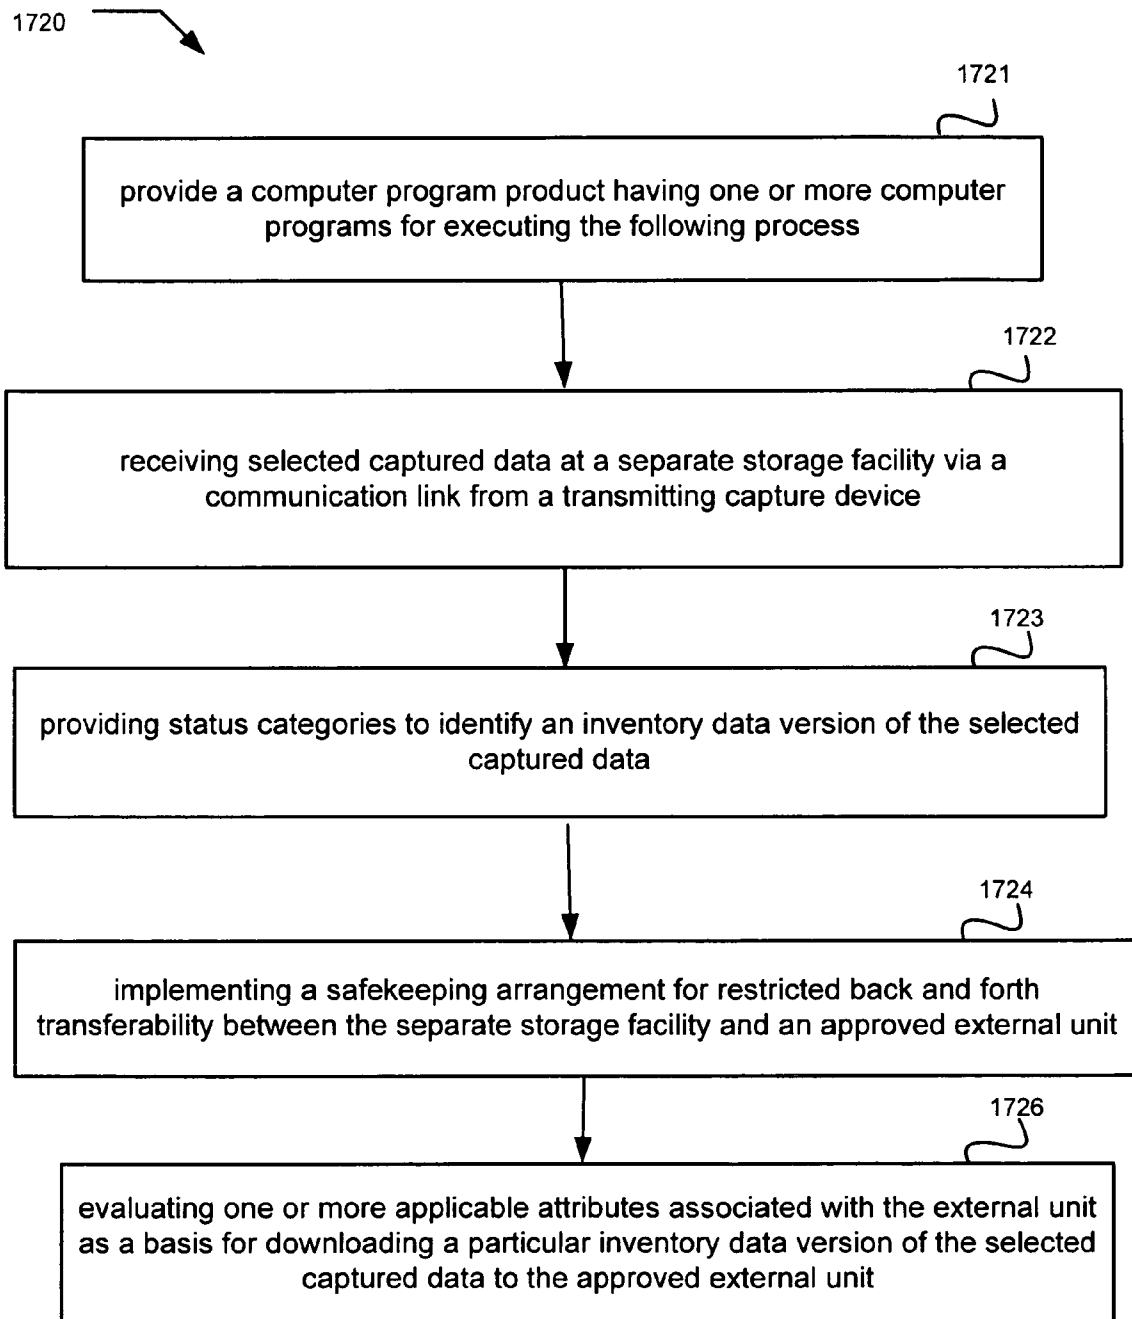 1720
1721
provide a computer program product having one or more computer
programs for executing the following process
1722
receiving selected captured data at a separate storage facility via a
communication link from a transmitting capture device
1723
providing status categories to identify an inventory data version of the selected
captured data
1724
implementing a safekeeping arrangement for restricted back and forth
transferability between the separate storage facility and an approved external unit
1726
evaluating one or more applicable attributes associated with the external unit
as a basis for downloading a particular inventory data version of the selected
captured data to the approved external unit